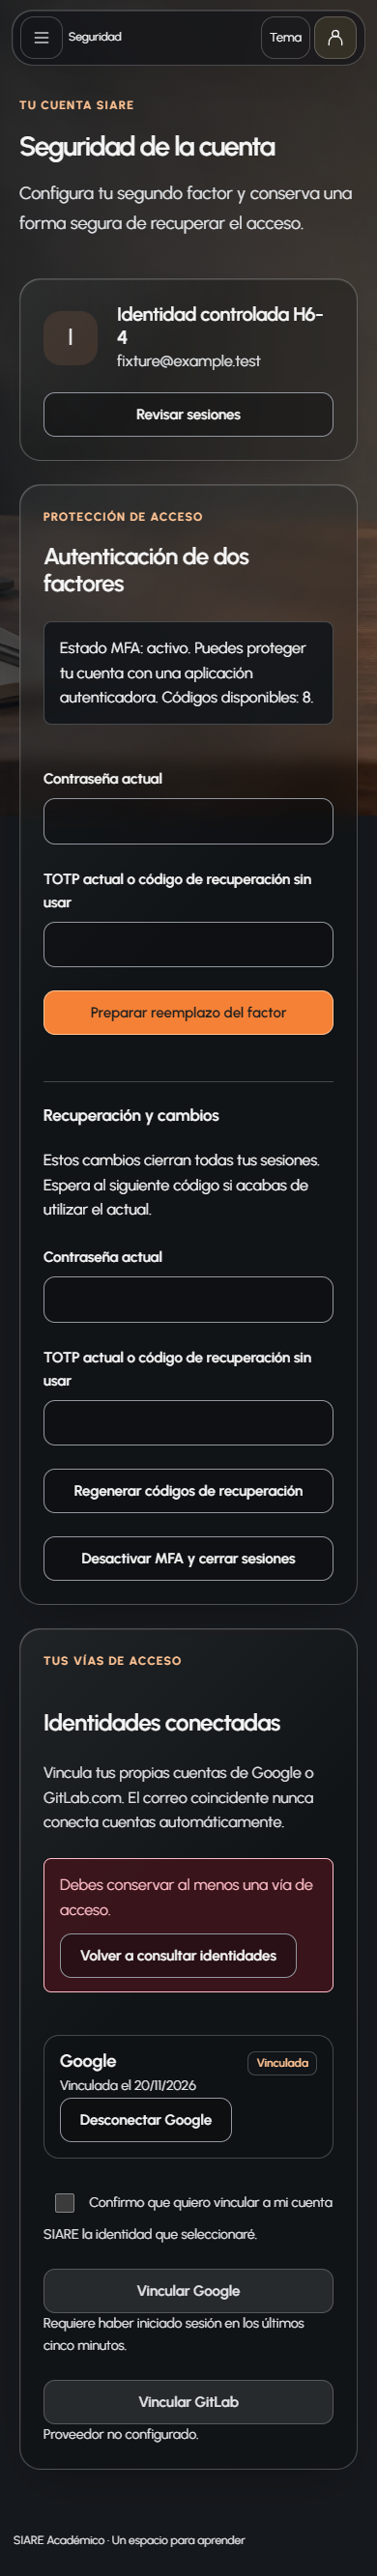 Seguridad
Tema
TU CUENTA SIARE
Seguridad de la cuenta
Configura tu segundo factor y conserva una
forma segura de recuperar el acceso.
I
Identidad controlada H6-
4
fixture@example.test
Revisar sesiones
PROTECCIÓN DE ACCESO
Autenticación de dos
factores
Estado MFA: activo. Puedes proteger
tu cuenta con una aplicación
autenticadora. Códigos disponibles: 8.
Contraseña actual
TOTP actual o código de recuperación sin
usar
Preparar reemplazo del factor
Recuperación y cambios
Estos cambios cierran todas tus sesiones.
Espera al siguiente código si acabas de
utilizar el actual.
Contraseña actual
TOTP actual o código de recuperación sin
usar
Regenerar códigos de recuperación
Desactivar MFA y cerrar sesiones
TUS VÍAS DE ACCESO
Identidades conectadas
Vincula tus propias cuentas de Google o
GitLab.com. El correo coincidente nunca
conecta cuentas automáticamente.
Debes conservar al menos una vía de
acceso.
Volver a consultar identidades
Google
Vinculada
Vinculada el 20/11/2026
Desconectar Google
Confirmo que quiero vincular a mi cuenta
SIARE la identidad que seleccionaré.
Vincular Google
Requiere haber iniciado sesión en los últimos
cinco minutos.
Vincular GitLab
Proveedor no configurado.
SIARE Académico · Un espacio para aprender